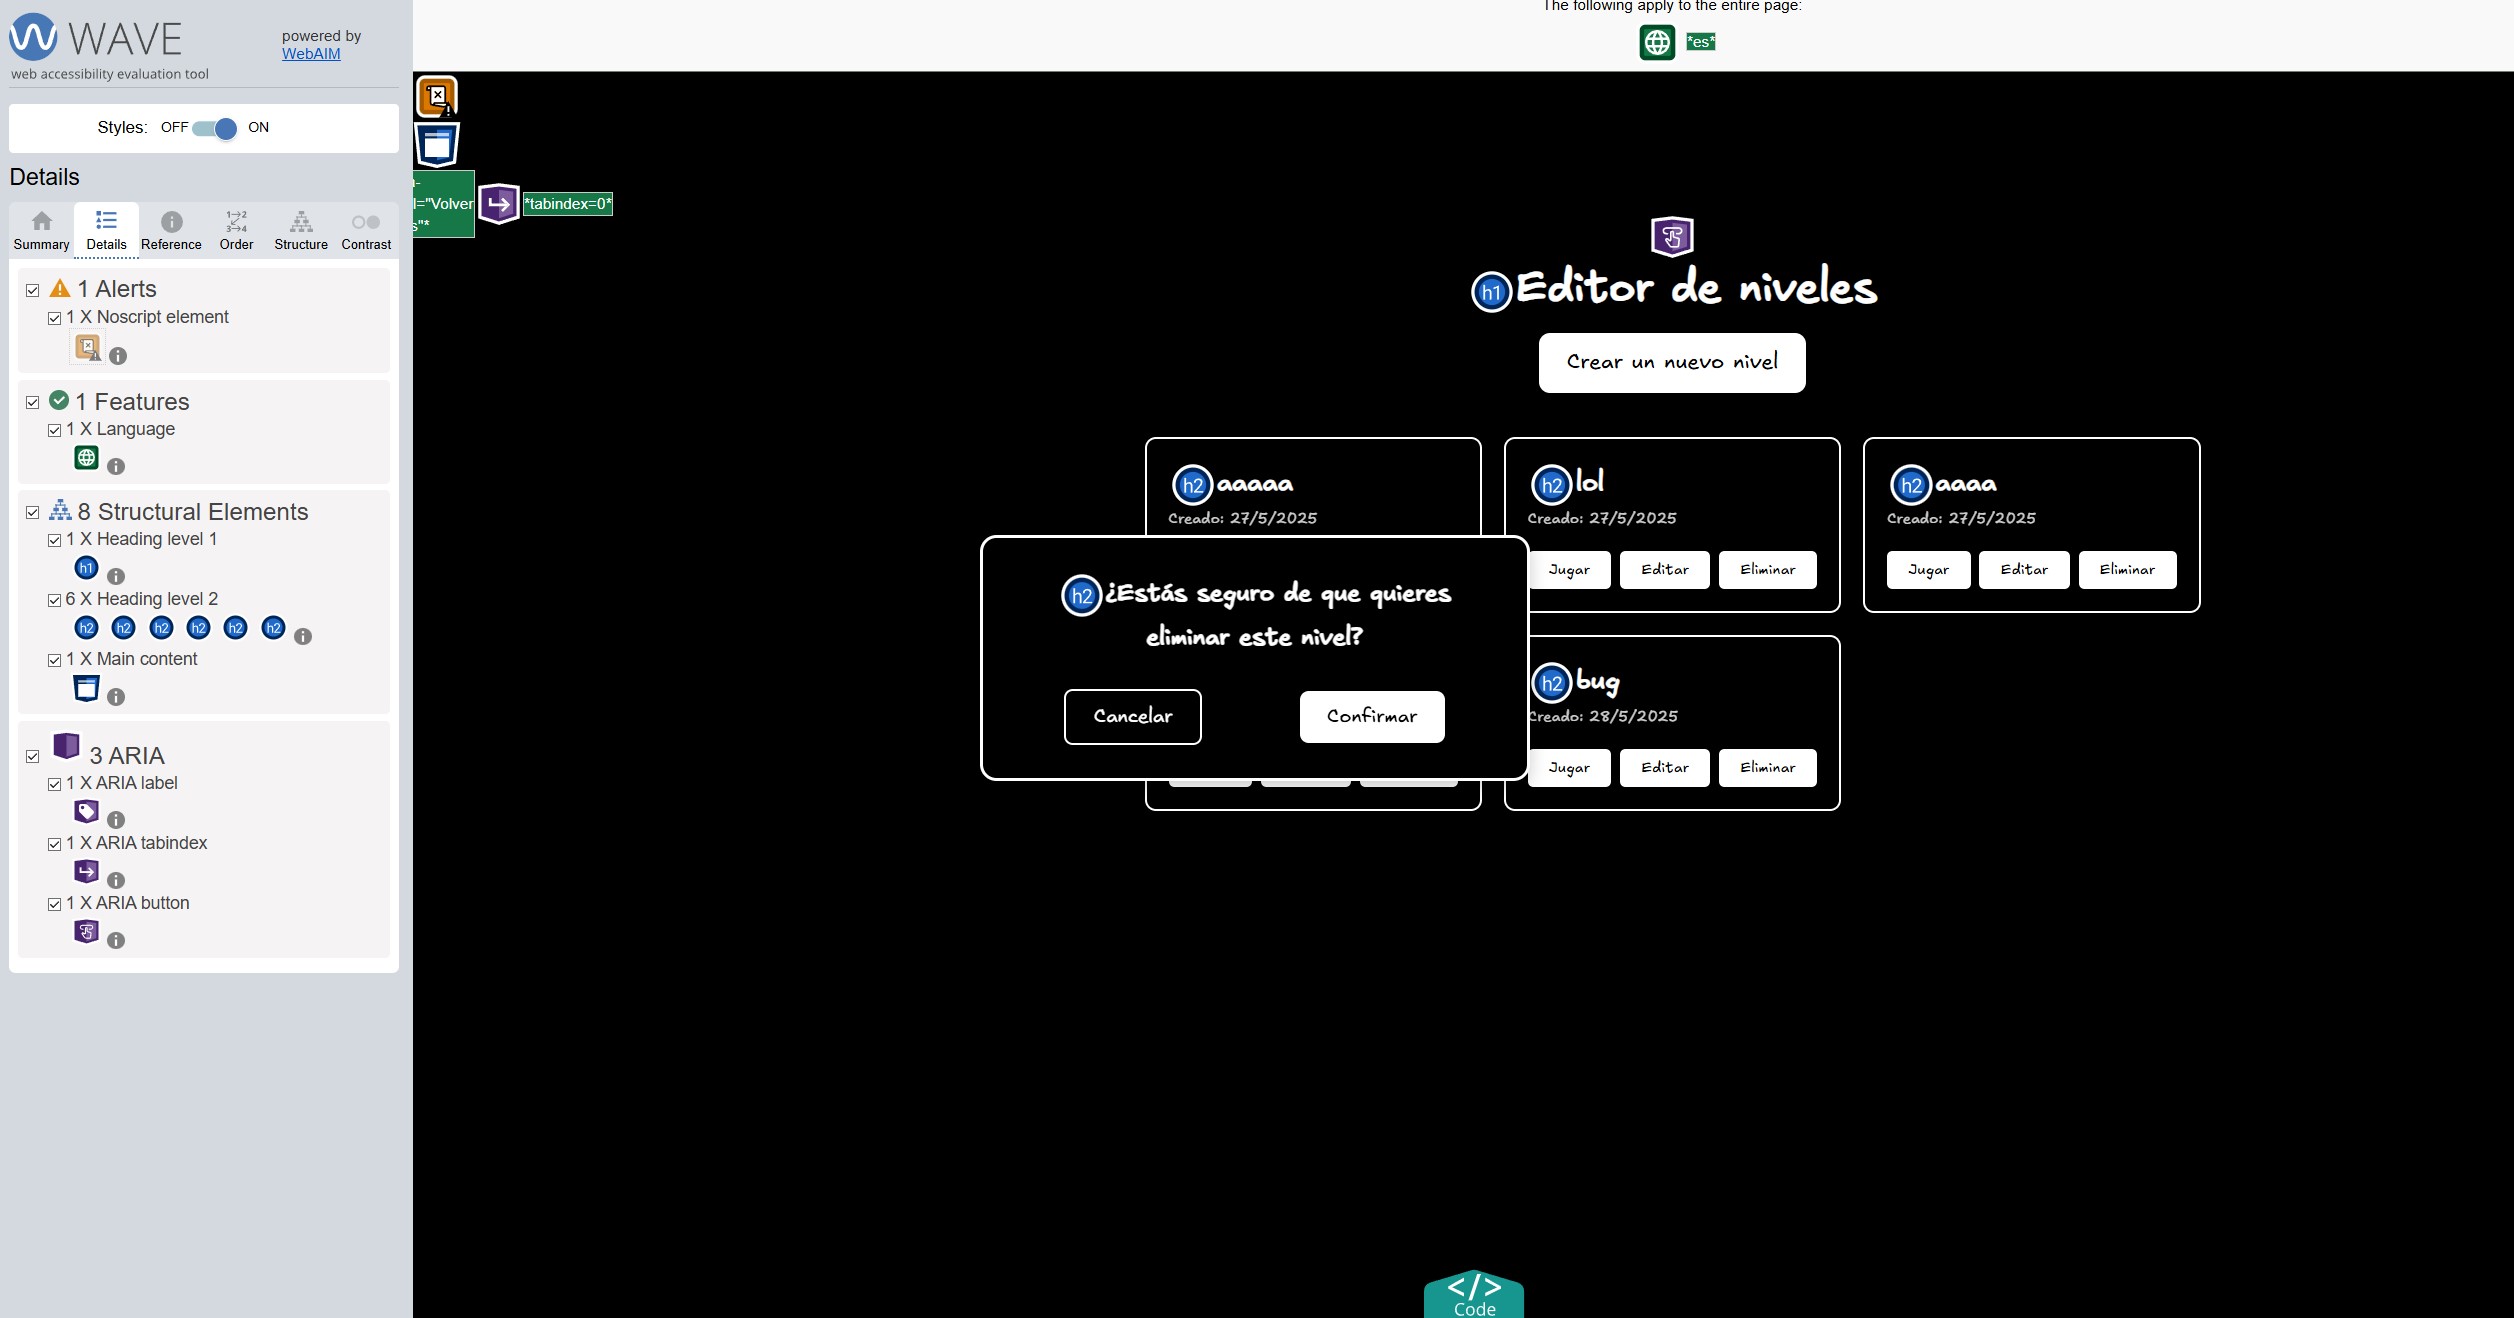 WAVE
powered by
WebAIM
web accessibility evaluation tool
Styles: OFF ON
Details
Summary Details Reference Order Structure Contrast
1 Alerts
1 X Noscript element
1 Features
1 X Language
8 Structural Elements
1 X Heading level 1
h1
6 X Heading level 2
h2 h2 h2 h2 h2 h2
1 X Main content
3 ARIA
1 X ARIA label
1 X ARIA tabindex
1 X ARIA button
The following apply to the entire page:
*es*
l="Volver
s"*
*tabindex=0*
h1 Editor de niveles
Crear un nuevo nivel
h2 aaaaa
Creado: 27/5/2025
h2 lol
Creado: 27/5/2025
Jugar Editar Eliminar
h2 aaaa
Creado: 27/5/2025
Jugar Editar Eliminar
h2 ¿Estás seguro de que quieres
eliminar este nivel?
Cancelar Confirmar
h2 bug
Creado: 28/5/2025
Jugar Editar Eliminar
</>
Code